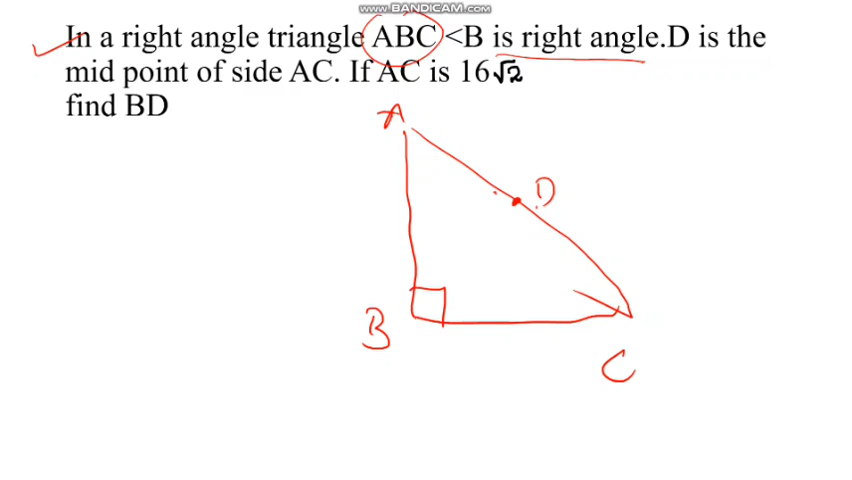 WWW.BANDICAM.COM
In a right angle triangle ABC <B is right angle.D is the
mid point of side AC. If AC is 16√2
find BD
A
D
B
C